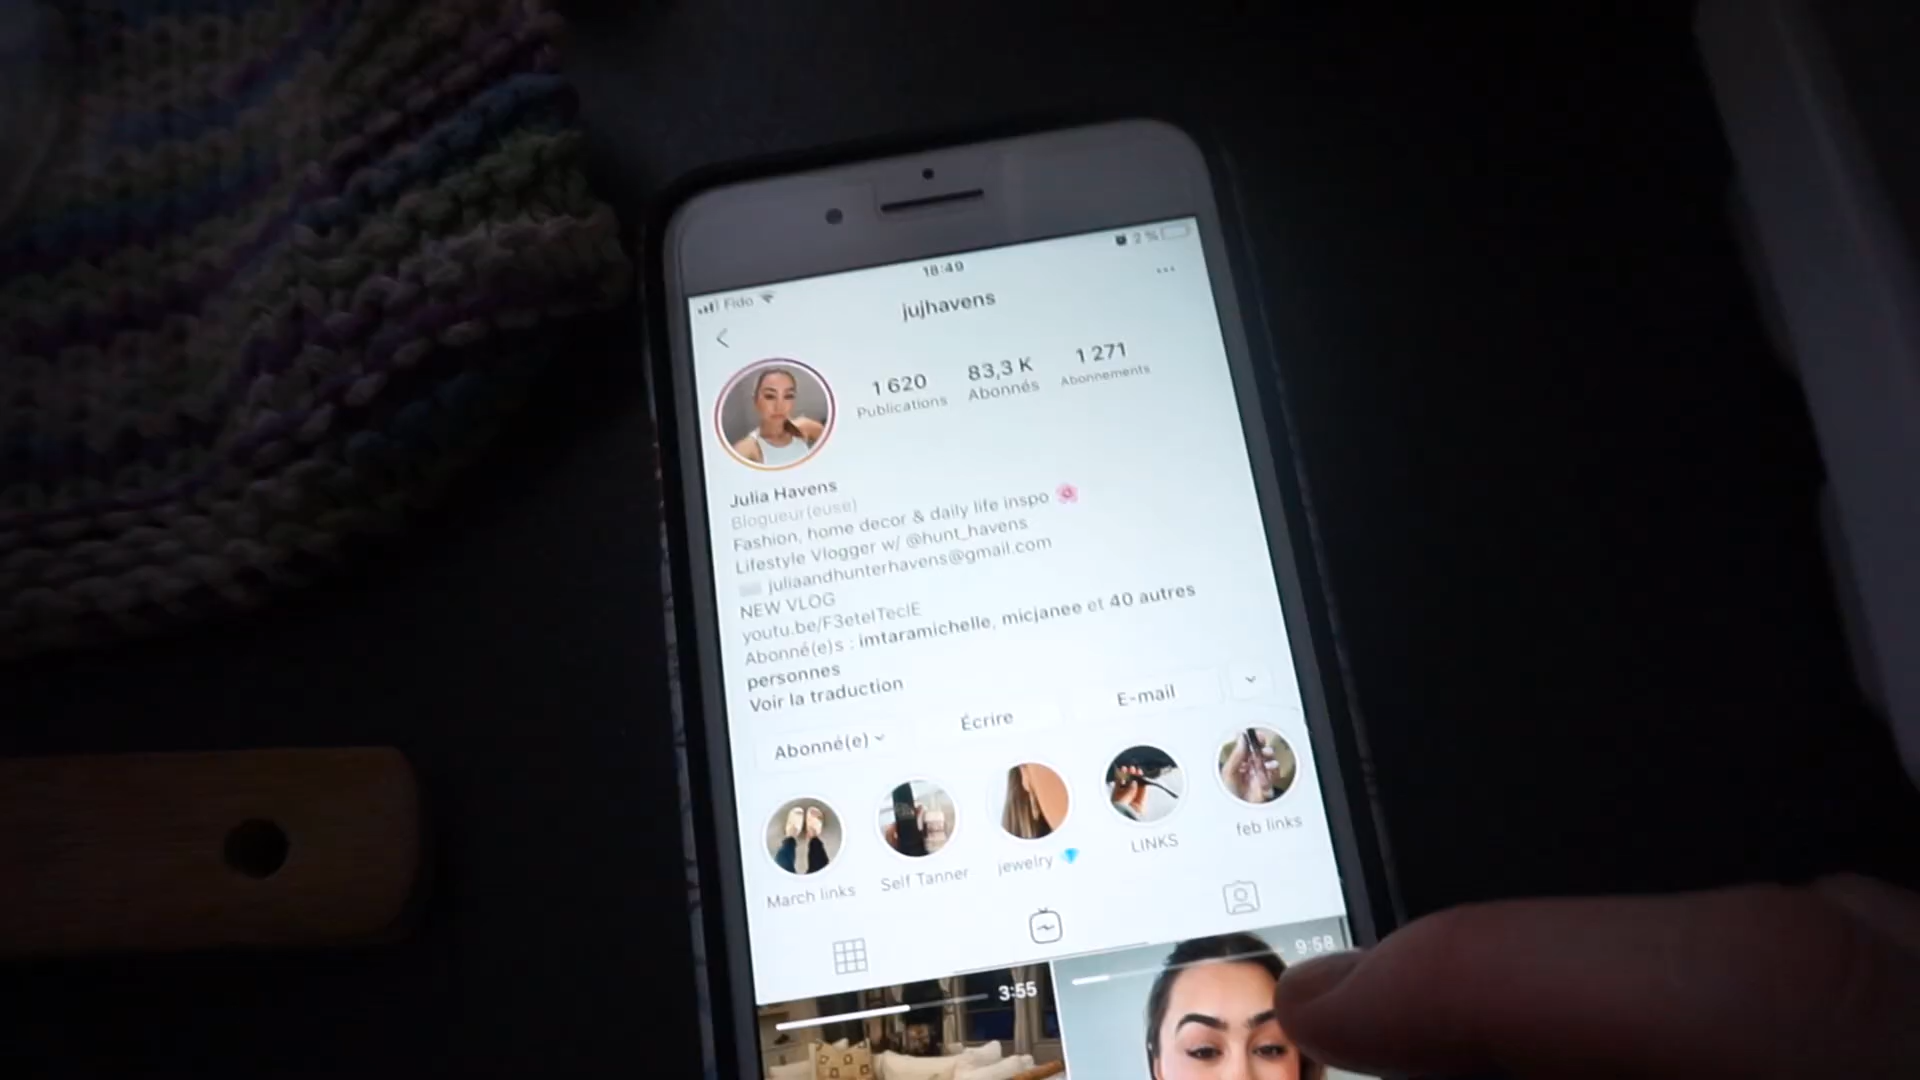 Fido
18:49
2 %
jujhavens
1 620
Publications
83,3 K
Abonnés
1 271
Abonnements
Julia Havens
Blogueur(euse)
Fashion, home decor & daily life inspo 🌸
Lifestyle Vlogger w/ @hunt_havens
juliaandhunterhavens@gmail.com
NEW VLOG
youtu.be/F3eteITeclE
Abonné(e)s : imtaramichelle, micjanee et 40 autres
personnes
Voir la traduction
Abonné(e)
Écrire
E-mail
March links
Self Tanner
jewelry 💎
LINKS
feb links
3:55
9:58